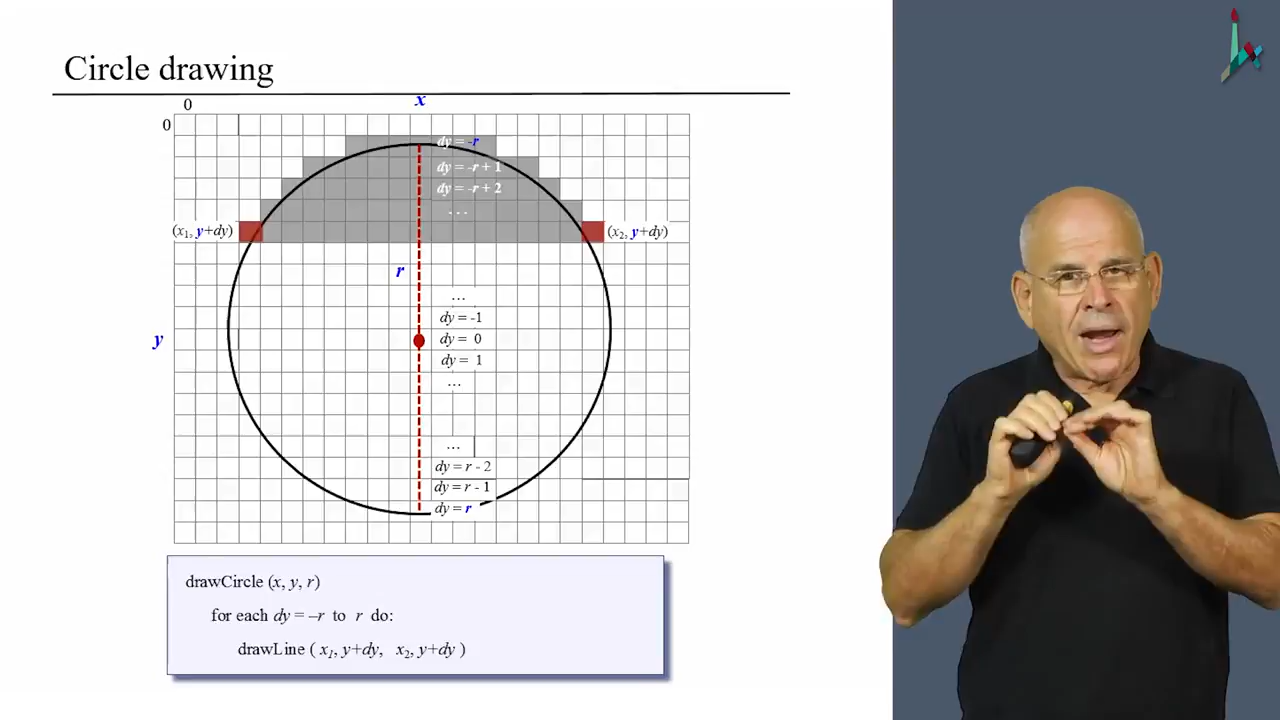 Circle drawing
0 x
0
dy = -r
dy = -r + 1
dy = -r + 2
...
(x1, y+dy) (x2, y+dy)
r
...
dy = -1
y dy = 0
dy = 1
...
...
dy = r - 2
dy = r - 1
dy = r
drawCircle (x, y, r)
for each dy = –r to r do:
drawLine ( x1, y+dy, x2, y+dy )